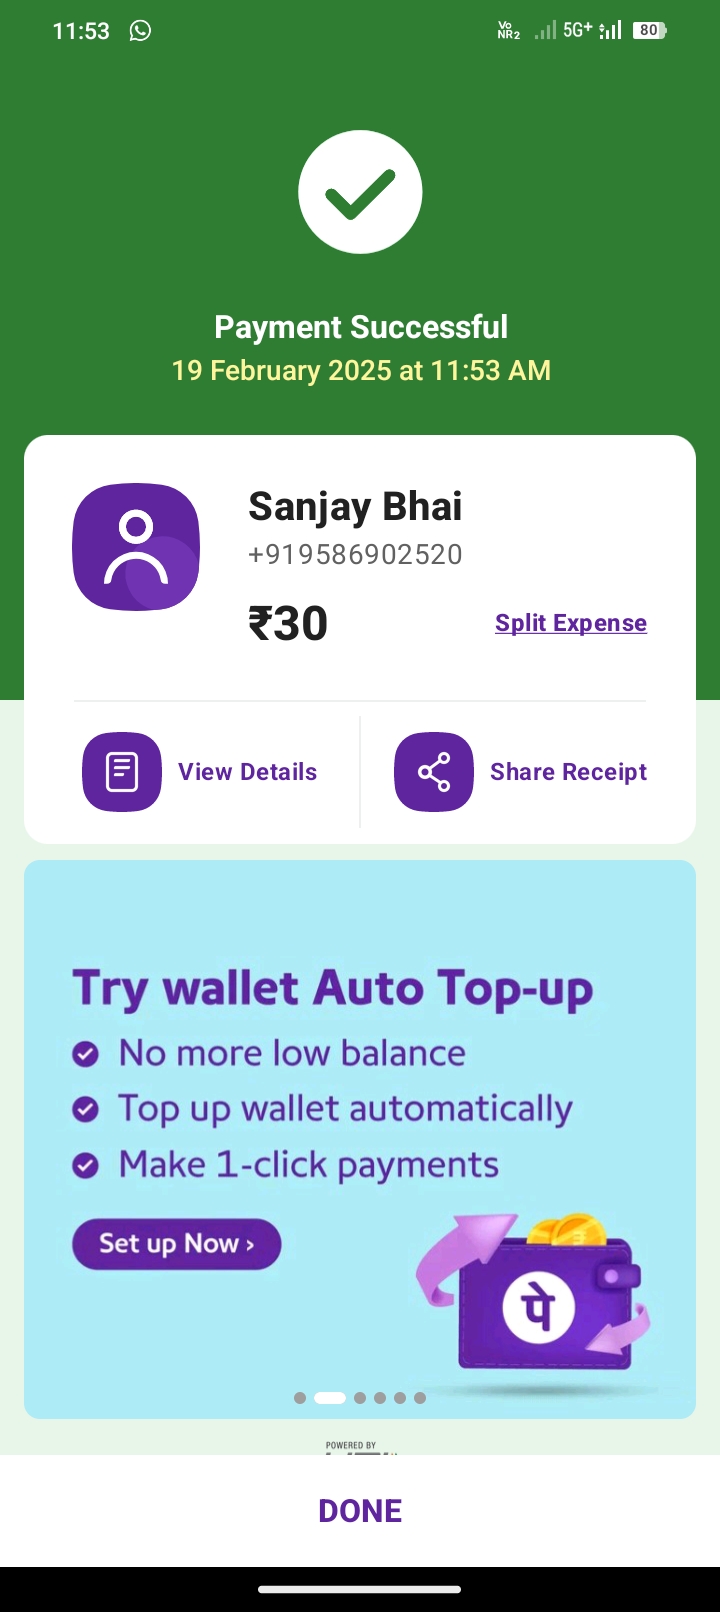 11:53
Vo
NR2
5G+
80
Payment Successful
19 February 2025 at 11:53 AM
Sanjay Bhai
+919586902520
₹30
Split Expense
View Details
Share Receipt
Try wallet Auto Top-up
No more low balance
Top up wallet automatically
Make 1-click payments
Set up Now ›
पे
POWERED BY
DONE